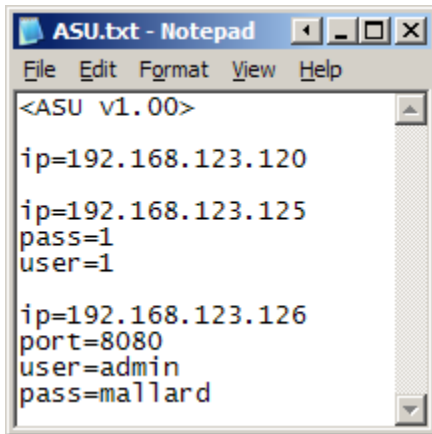 ASU.txt - Notepad
File Edit Format View Help
<ASU v1.00>
ip=192.168.123.120
ip=192.168.123.125
pass=1
user=1
ip=192.168.123.126
port=8080
user=admin
pass=mallard